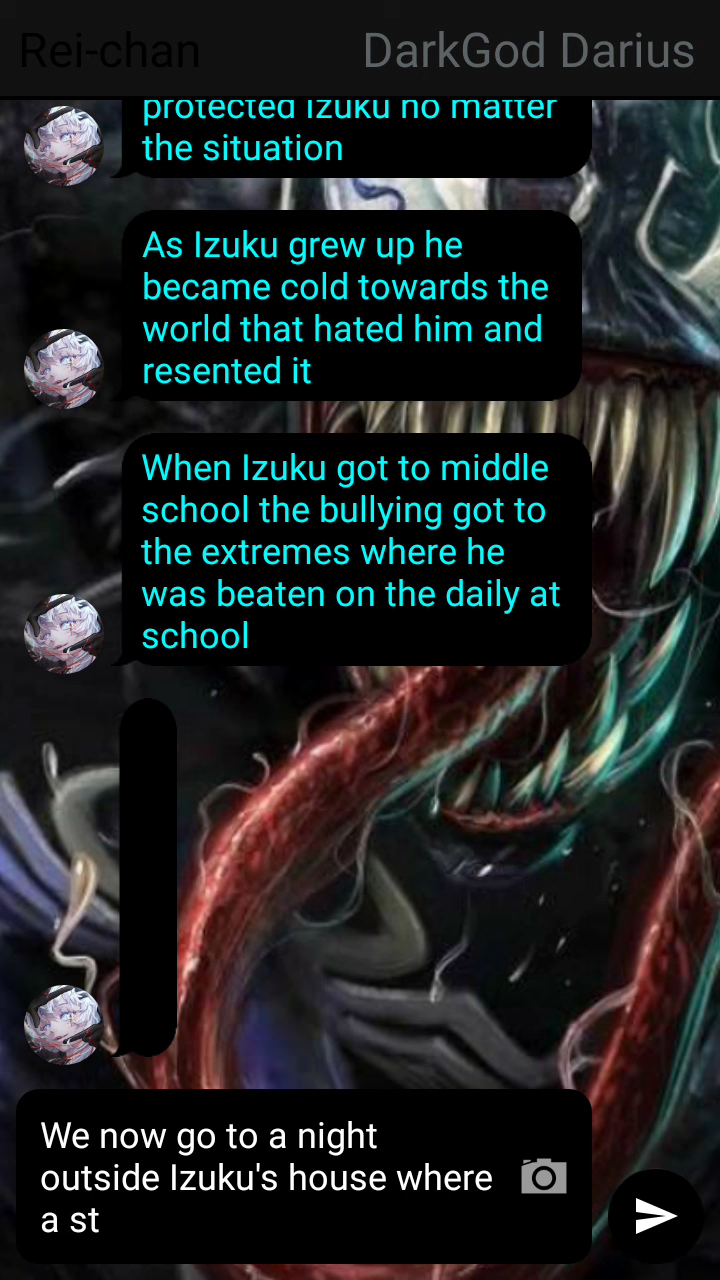 Rei-chan DarkGod Darius
protected Izuku no matter
the situation
As Izuku grew up he
became cold towards the
world that hated him and
resented it
When Izuku got to middle
school the bullying got to
the extremes where he
was beaten on the daily at
school
We now go to a night
outside Izuku's house where
a st